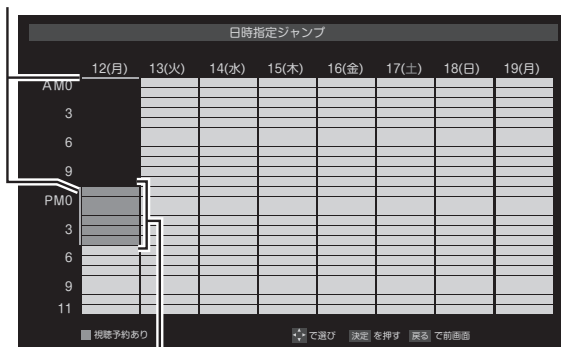 日時指定ジャンプ
12(月) 13(火) 14(水) 15(木) 16(金) 17(土) 18(日) 19(月)
AM0
3
6
9
PM0
3
6
9
11
視聴予約あり で選び 決定 を押す 戻る で前画面